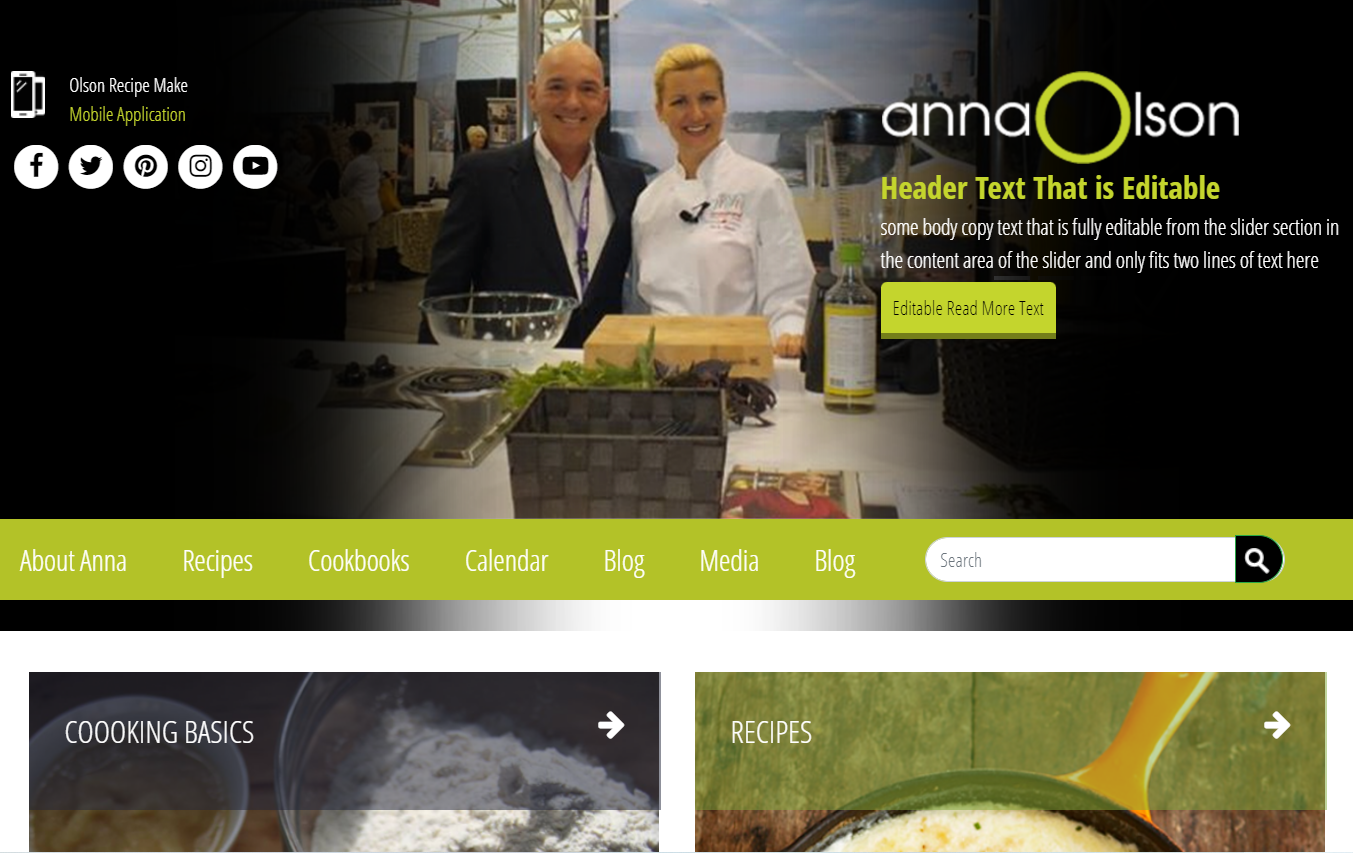 Olson Recipe Make
Mobile Application
annaOlson
Header Text That is Editable
some body copy text that is fully editable from the slider section in
the content area of the slider and only fits two lines of text here
Editable Read More Text
About Anna Recipes Cookbooks Calendar Blog Media Blog Search
COOOKING BASICS
RECIPES